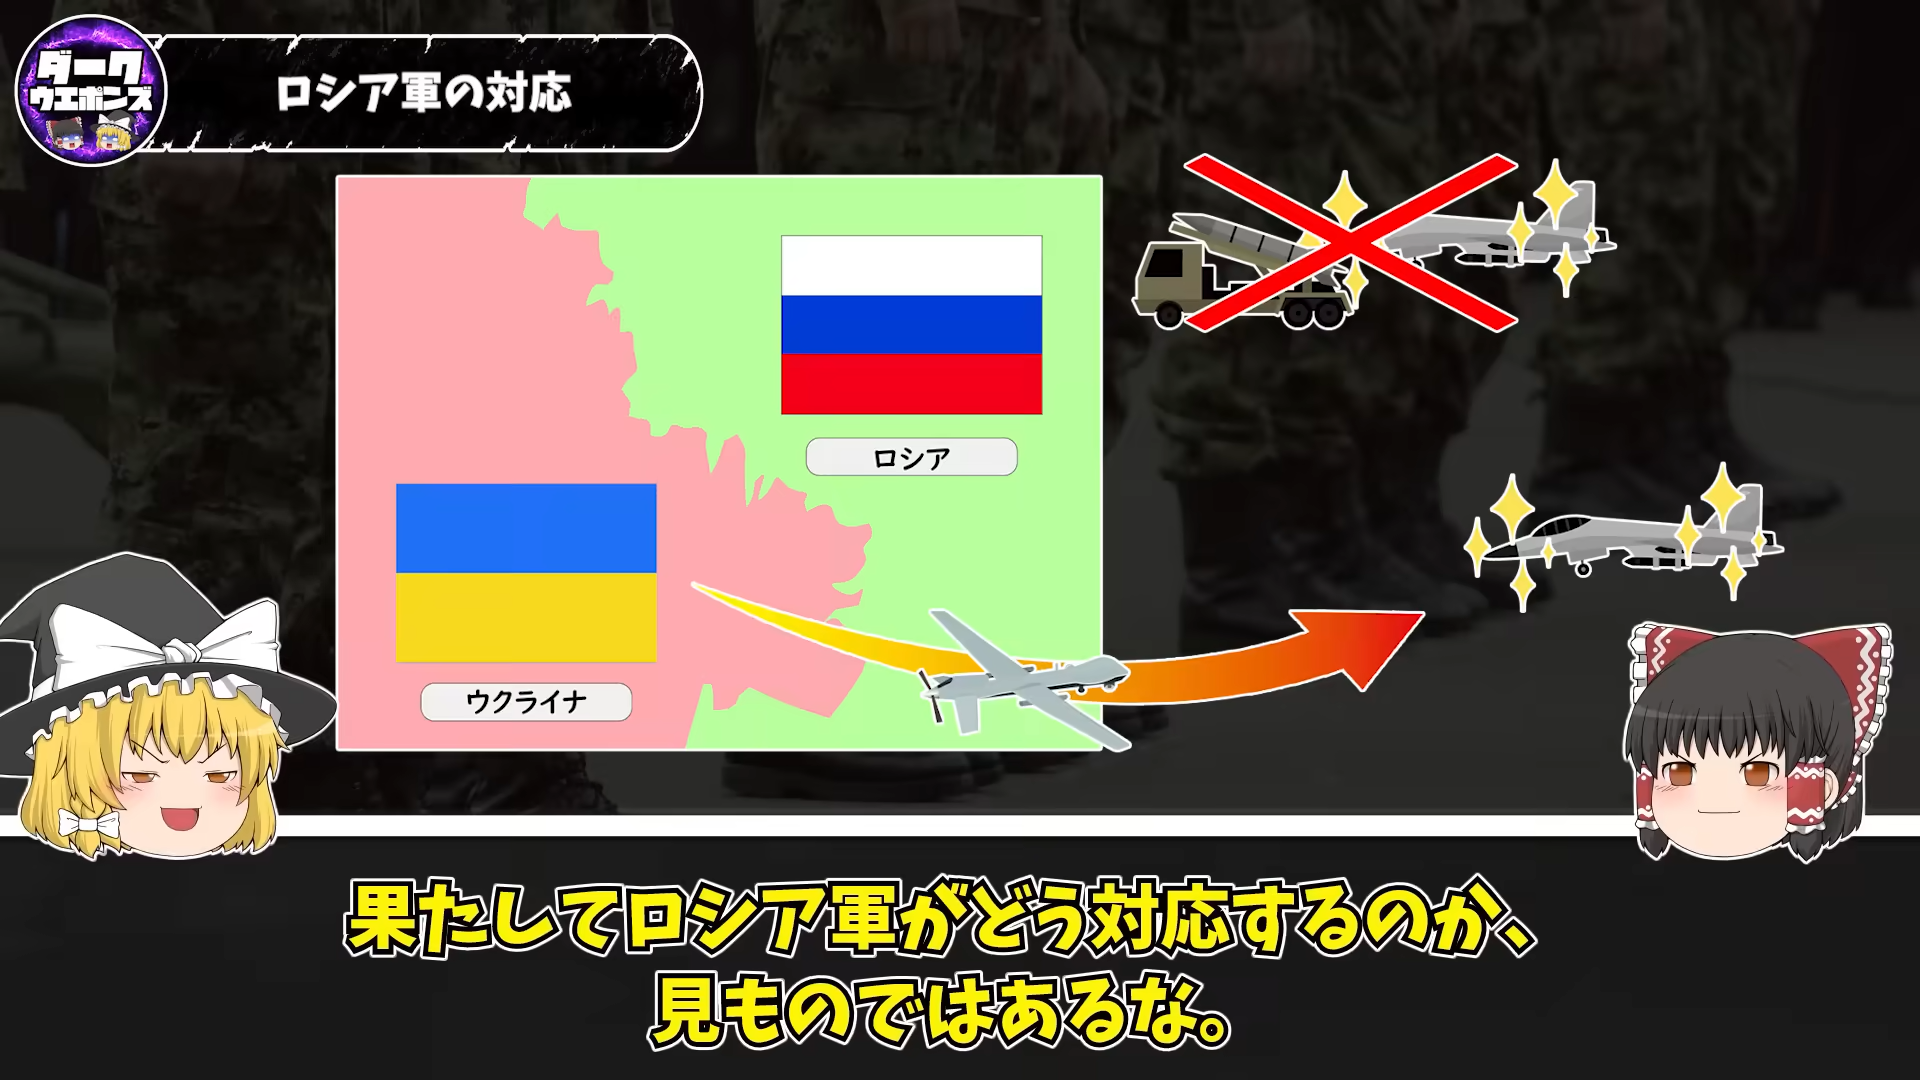 ダーク
ウエポンズ
ロシア軍の対応
ロシア
ウクライナ
果たしてロシア軍がどう対応するのか、
見ものではあるな。